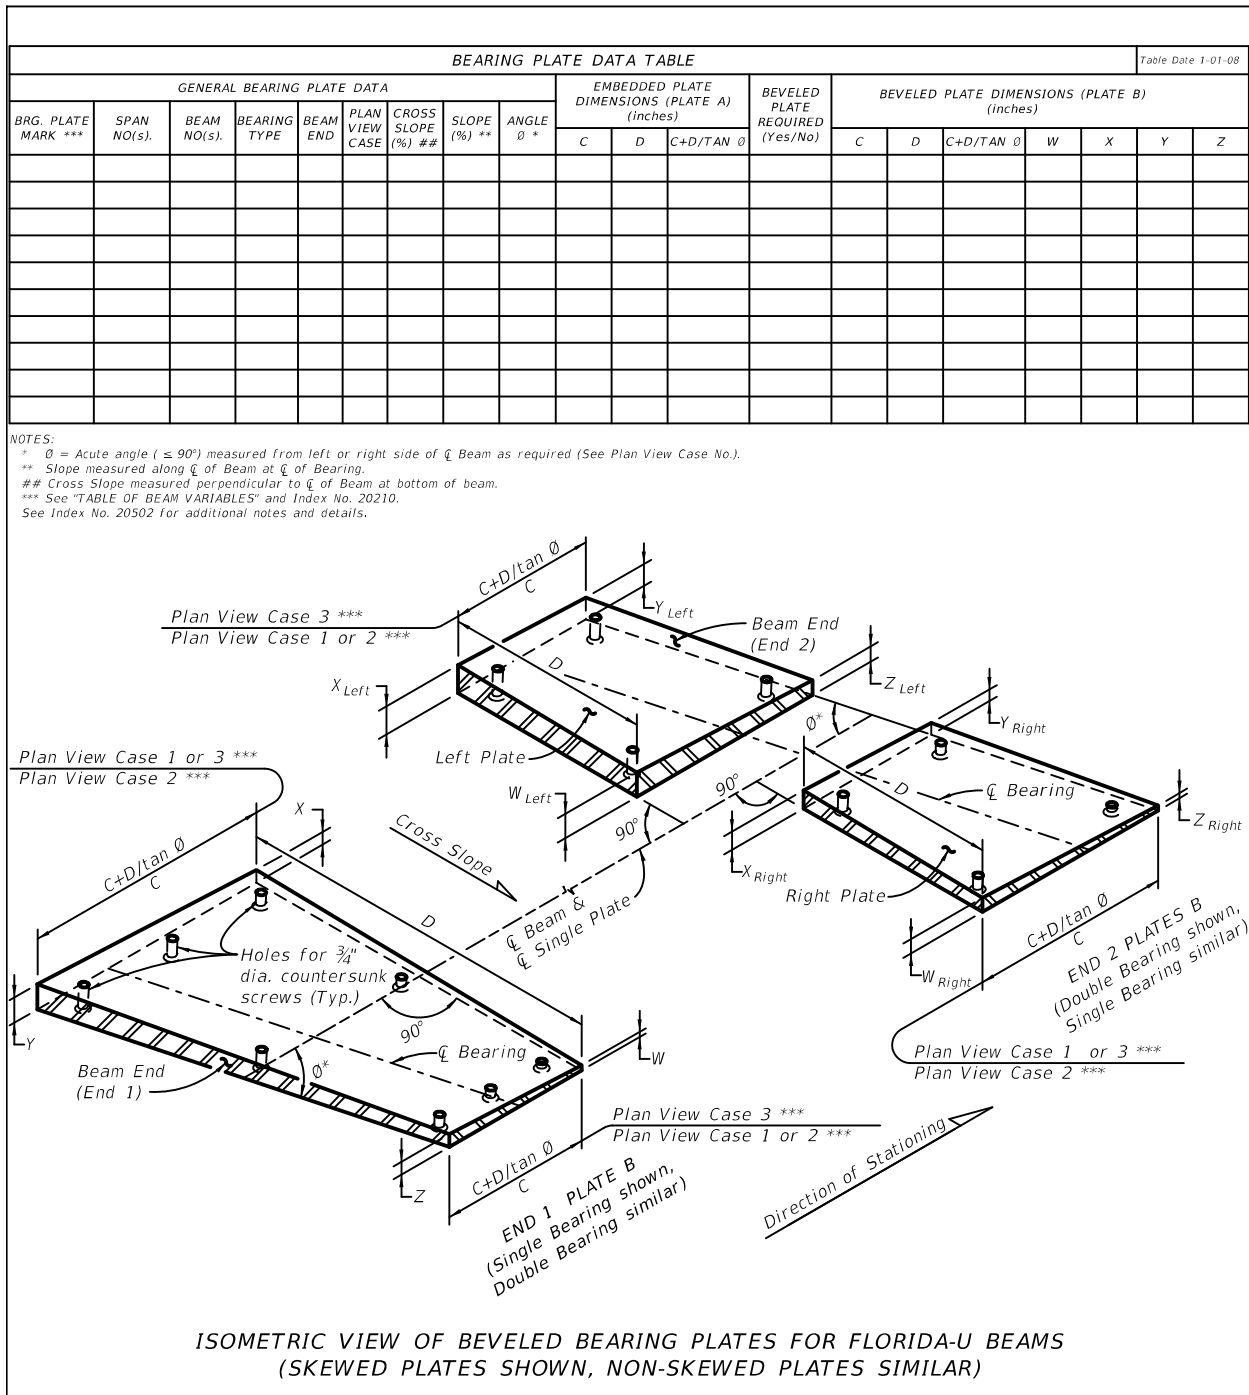 BEARING PLATE DATA TABLE
Table Date 1-01-08
GENERAL BEARING PLATE DATA
EMBEDDED PLATE
DIMENSIONS (PLATE A)
(inches)
BEVELED
PLATE
REQUIRED
(Yes/No)
BEVELED PLATE DIMENSIONS (PLATE B)
(inches)
BRG. PLATE
MARK ***
SPAN
NO(s).
BEAM
NO(s).
BEARING
TYPE
BEAM
END
PLAN
VIEW
CASE
CROSS
SLOPE
(%) ##
SLOPE
(%) **
ANGLE
Ø *
C
D
C+D/TAN Ø
C
D
C+D/TAN Ø
W
X
Y
Z
NOTES:
* Ø = Acute angle ( ≤ 90°) measured from left or right side of ℄ Beam as required (See Plan View Case No.).
** Slope measured along ℄ of Beam at ℄ of Bearing.
## Cross Slope measured perpendicular to ℄ of Beam at bottom of beam.
*** See "TABLE OF BEAM VARIABLES" and Index No. 20210.
See Index No. 20502 for additional notes and details.
C+D/tan Ø
C
Y Left
Plan View Case 3 ***
Plan View Case 1 or 2 ***
Beam End
(End 2)
D
X Left
Z Left
Ø*
Y Right
Left Plate
Plan View Case 1 or 3 ***
Plan View Case 2 ***
W Left
90°
D
℄ Bearing
X
90°
Z Right
Cross Slope
X Right
Right Plate
C+D/tan Ø
C
D
℄ Beam &
℄ Single Plate
C+D/tan Ø
C
Holes for 3/4"
dia. countersunk
screws (Typ.)
W Right
END 2 PLATES B
(Double Bearing shown,
Single Bearing similar)
90°
Y
℄ Bearing
W
Beam End
(End 1)
Ø*
Plan View Case 1 or 3 ***
Plan View Case 2 ***
Plan View Case 3 ***
Plan View Case 1 or 2 ***
Z
C+D/tan Ø
C
END 1 PLATE B
(Single Bearing shown,
Double Bearing similar)
Direction of Stationing
ISOMETRIC VIEW OF BEVELED BEARING PLATES FOR FLORIDA-U BEAMS
(SKEWED PLATES SHOWN, NON-SKEWED PLATES SIMILAR)